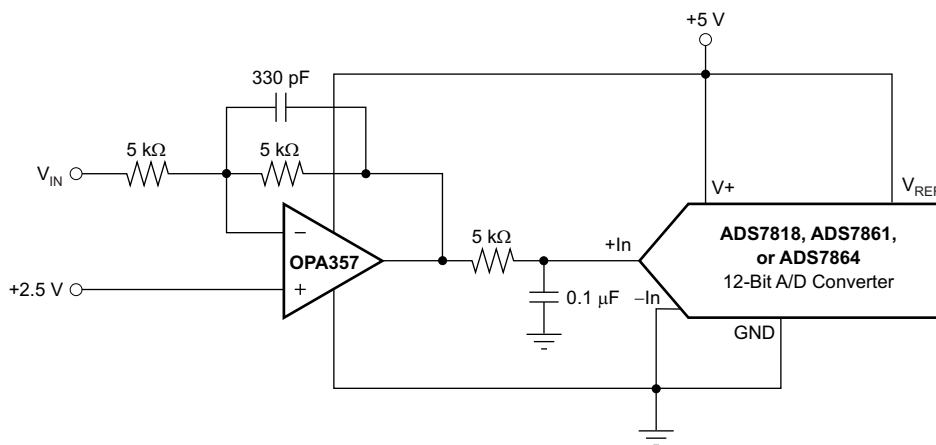 +5 V
330 pF
5 kΩ
5 kΩ
V_IN
V+
V_REF
5 kΩ
+In
ADS7818, ADS7861,
or ADS7864
12-Bit A/D Converter
−
OPA357
+2.5 V
+
0.1 μF
−In
GND